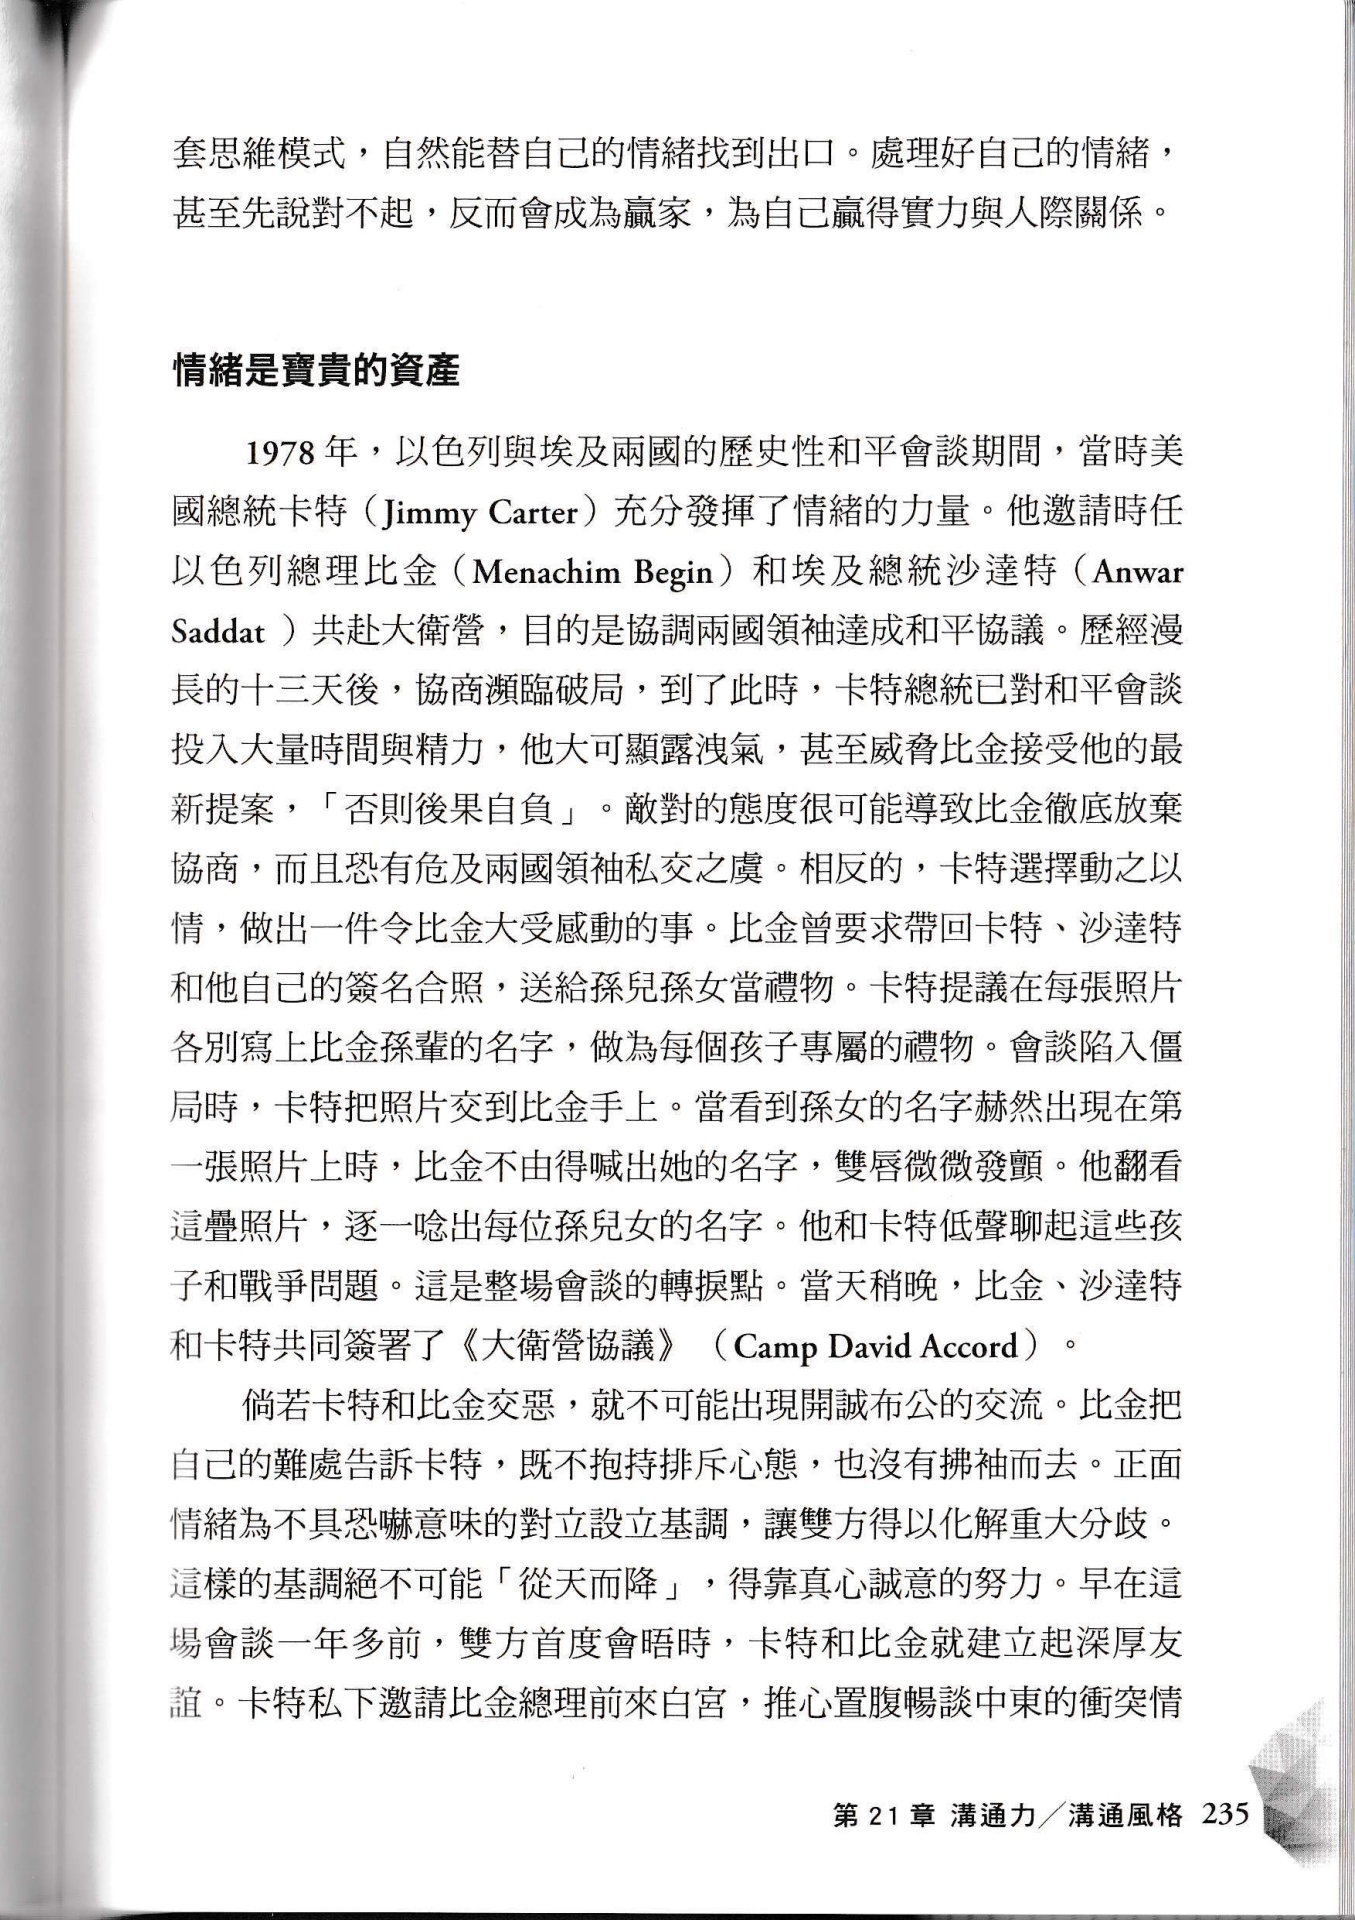 套思維模式，自然能替自己的情緒找到出口。處理好自己的情緒，
甚至先說對不起，反而會成為贏家，為自己贏得實力與人際關係。
情緒是寶貴的資產
1978 年，以色列與埃及兩國的歷史性和平會談期間，當時美
國總統卡特（Jimmy Carter）充分發揮了情緒的力量。他邀請時任
以色列總理比金（Menachim Begin）和埃及總統沙達特（Anwar
Saddat ）共赴大衛營，目的是協調兩國領袖達成和平協議。歷經漫
長的十三天後，協商瀕臨破局，到了此時，卡特總統已對和平會談
投入大量時間與精力，他大可顯露洩氣，甚至威脅比金接受他的最
新提案，「否則後果自負」。敵對的態度很可能導致比金徹底放棄
協商，而且恐有危及兩國領袖私交之虞。相反的，卡特選擇動之以
情，做出一件令比金大受感動的事。比金曾要求帶回卡特、沙達特
和他自己的簽名合照，送給孫兒孫女當禮物。卡特提議在每張照片
各別寫上比金孫輩的名字，做為每個孩子專屬的禮物。會談陷入僵
局時，卡特把照片交到比金手上。當看到孫女的名字赫然出現在第
一張照片上時，比金不由得喊出她的名字，雙唇微微發顫。他翻看
這疊照片，逐一唸出每位孫兒女的名字。他和卡特低聲聊起這些孩
子和戰爭問題。這是整場會談的轉捩點。當天稍晚，比金、沙達特
和卡特共同簽署了《大衛營協議》（Camp David Accord）。
倘若卡特和比金交惡，就不可能出現開誠布公的交流。比金把
自己的難處告訴卡特，既不抱持排斥心態，也沒有拂袖而去。正面
情緒為不具恐嚇意味的對立設立基調，讓雙方得以化解重大分歧。
這樣的基調絕不可能「從天而降」，得靠真心誠意的努力。早在這
場會談一年多前，雙方首度會晤時，卡特和比金就建立起深厚友
誼。卡特私下邀請比金總理前來白宮，推心置腹暢談中東的衝突情
第 21 章 溝通力／溝通風格 235